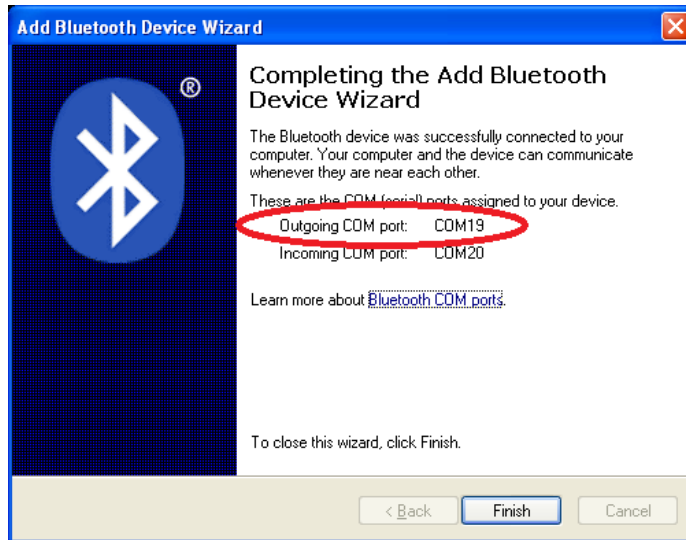 Add Bluetooth Device Wizard
®
Completing the Add Bluetooth
Device Wizard
The Bluetooth device was successfully connected to your
computer. Your computer and the device can communicate
whenever they are near each other.
These are the COM (serial) ports assigned to your device.
Outgoing COM port: COM19
Incoming COM port: COM20
Learn more about Bluetooth COM ports.
To close this wizard, click Finish.
< Back Finish Cancel